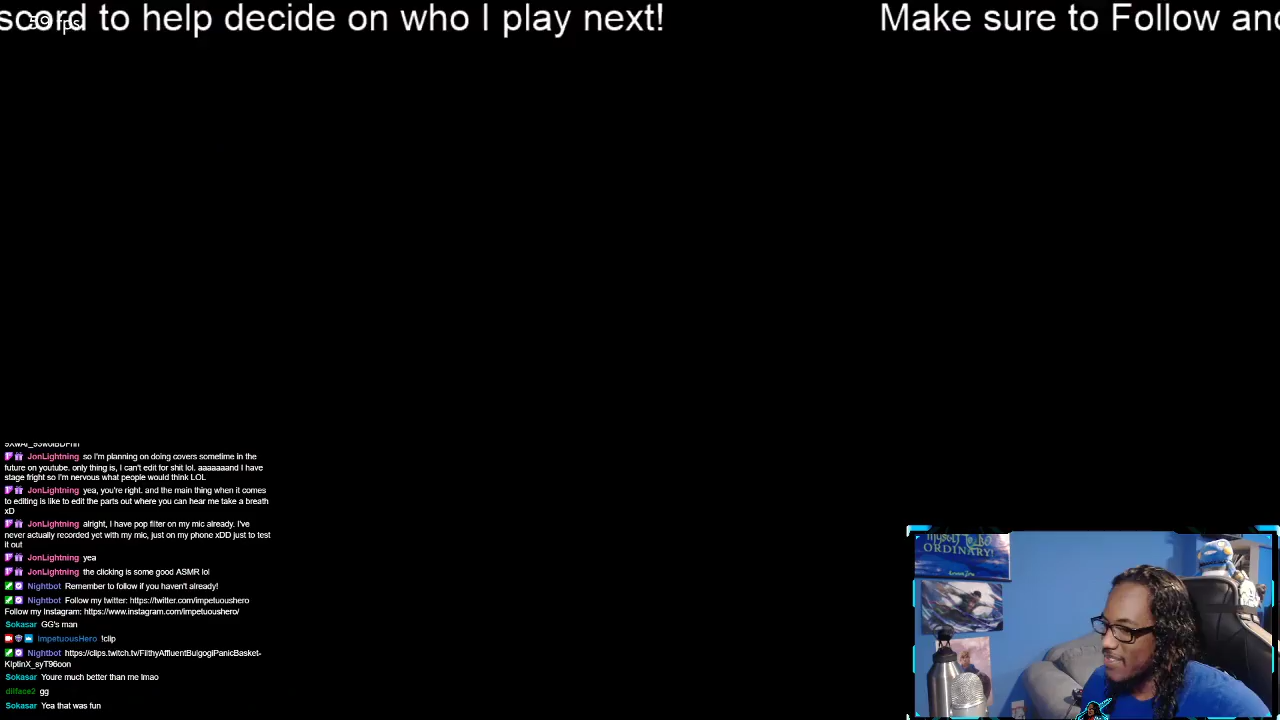 scord to help decide on who I play next! Make sure to Follow and
59 fps
JonLightning so I'm planning on doing covers sometime in the
future on youtube. only thing is, I can't edit for shit lol. aaaaaaand I have
stage fright so I'm nervous what people would think LOL
JonLightning yea, you're right. and the main thing when it comes
to editing is like to edit the parts out where you can hear me take a breath
xD
JonLightning alright, I have pop filter on my mic already. I've
never actually recorded yet with my mic, just on my phone xDD just to test
it out
JonLightning yea
JonLightning the clicking is some good ASMR lol
Nightbot Remember to follow if you haven't already!
Nightbot Follow my twitter: https://twitter.com/impetuoushero
Follow my Instagram: https://www.instagram.com/impetuoushero/
Sokasar GG's man
ImpetuousHero !clip
Nightbot https://clips.twitch.tv/FilthyAffluentBulgogiPanicBasket-
KlptinX_syT96oon
Sokasar Youre much better than me lmao
dilface2 gg
Sokasar Yea that was fun
myself to be
ORDINARY!